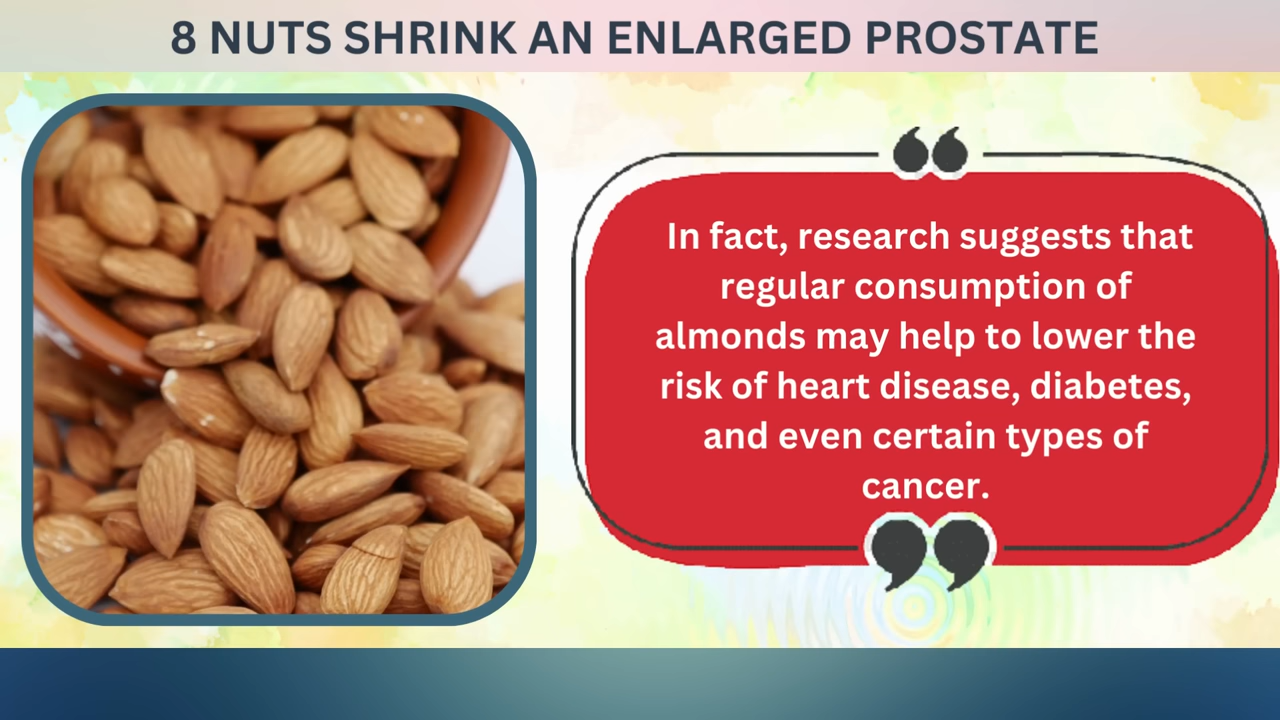 8 NUTS SHRINK AN ENLARGED PROSTATE
In fact, research suggests that
regular consumption of
almonds may help to lower the
risk of heart disease, diabetes,
and even certain types of
cancer.